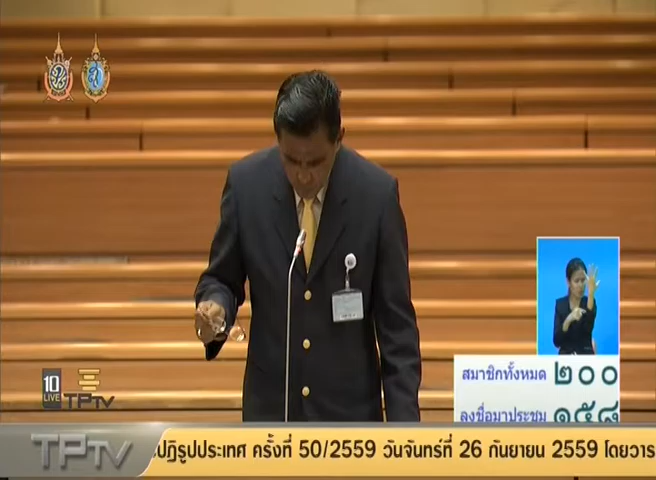 สมาชิกทั้งหมด ๒๐๐
ลงชื่อมาประชุม ๑๕๘
10
LIVE TPTV
TPTV ปฏิรูปประเทศ ครั้งที่ 50/2559 วันจันทร์ที่ 26 กันยายน 2559 โดยวาร